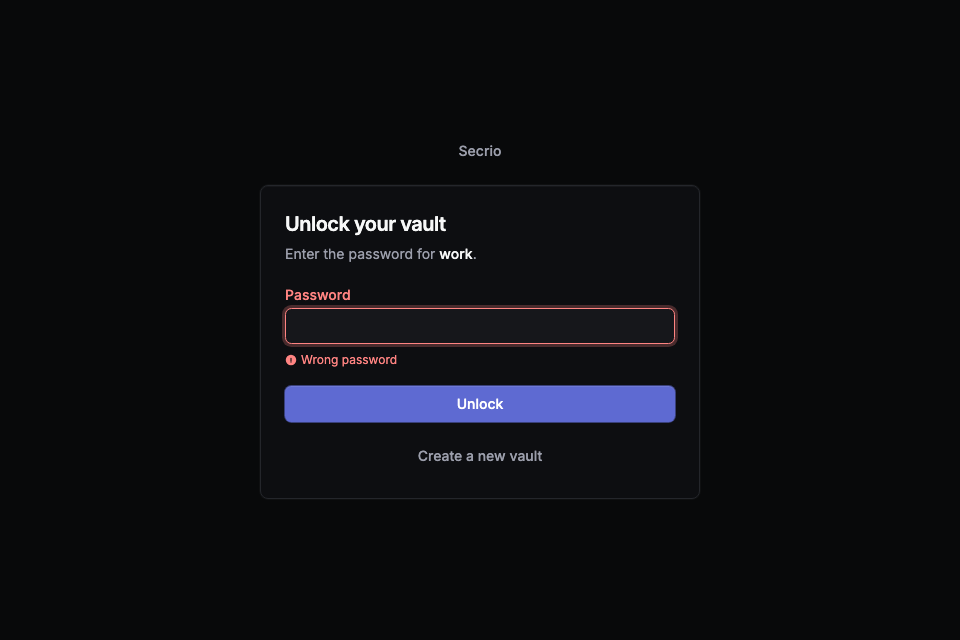 Secrio
Unlock your vault
Enter the password for work.
Password
Wrong password
Unlock
Create a new vault